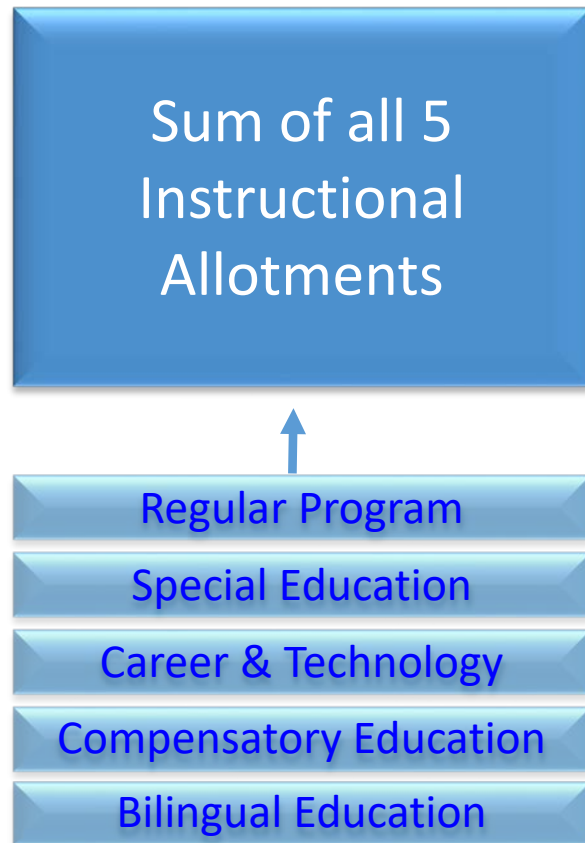 Sum of all 5
Instructional
Allotments
Regular Program
Special Education
Career & Technology
Compensatory Education
Bilingual Education